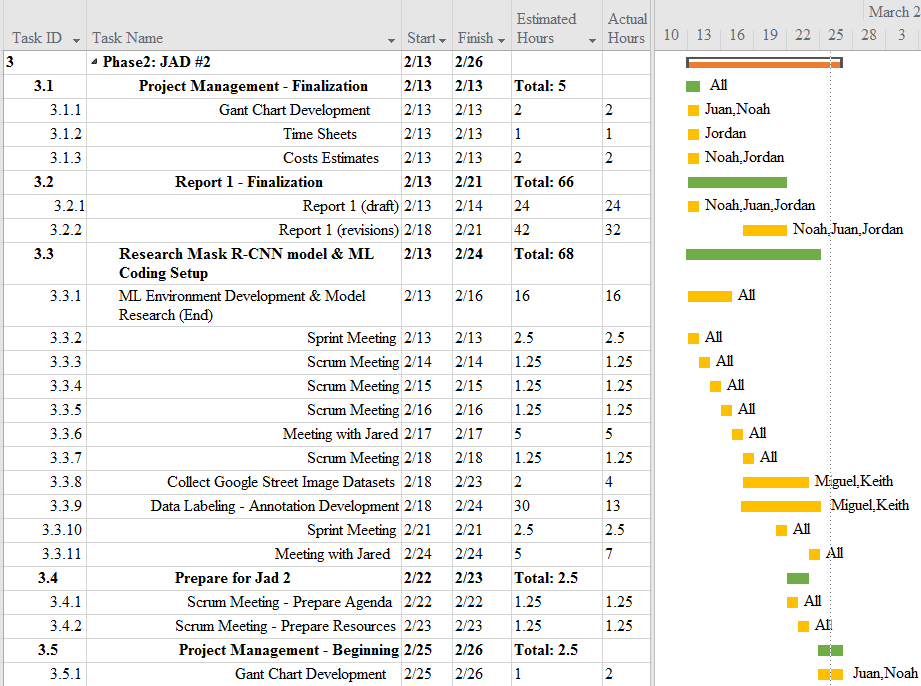 March 2
Task ID Task Name Start Finish Estimated Hours Actual Hours 10 13 16 19 22 25 28 3
3 Phase2: JAD #2 2/13 2/26
3.1 Project Management - Finalization 2/13 2/13 Total: 5 All
3.1.1 Gant Chart Development 2/13 2/13 2 2 Juan,Noah
3.1.2 Time Sheets 2/13 2/13 1 1 Jordan
3.1.3 Costs Estimates 2/13 2/13 2 2 Noah,Jordan
3.2 Report 1 - Finalization 2/13 2/21 Total: 66
3.2.1 Report 1 (draft) 2/13 2/14 24 24 Noah,Juan,Jordan
3.2.2 Report 1 (revisions) 2/18 2/21 42 32 Noah,Juan,Jordan
3.3 Research Mask R-CNN model & ML 2/13 2/24 Total: 68
Coding Setup
3.3.1 ML Environment Development & Model 2/13 2/16 16 16 All
Research (End)
3.3.2 Sprint Meeting 2/13 2/13 2.5 2.5 All
3.3.3 Scrum Meeting 2/14 2/14 1.25 1.25 All
3.3.4 Scrum Meeting 2/15 2/15 1.25 1.25 All
3.3.5 Scrum Meeting 2/16 2/16 1.25 1.25 All
3.3.6 Meeting with Jared 2/17 2/17 5 5 All
3.3.7 Scrum Meeting 2/18 2/18 1.25 1.25 All
3.3.8 Collect Google Street Image Datasets 2/18 2/23 2 4 Miguel,Keith
3.3.9 Data Labeling - Annotation Development 2/18 2/24 30 13 Miguel,Keith
3.3.10 Sprint Meeting 2/21 2/21 2.5 2.5 All
3.3.11 Meeting with Jared 2/24 2/24 5 7 All
3.4 Prepare for Jad 2 2/22 2/23 Total: 2.5
3.4.1 Scrum Meeting - Prepare Agenda 2/22 2/22 1.25 1.25 All
3.4.2 Scrum Meeting - Prepare Resources 2/23 2/23 1.25 1.25 All
3.5 Project Management - Beginning 2/25 2/26 Total: 2.5
3.5.1 Gant Chart Development 2/25 2/26 1 2 Juan,Noah